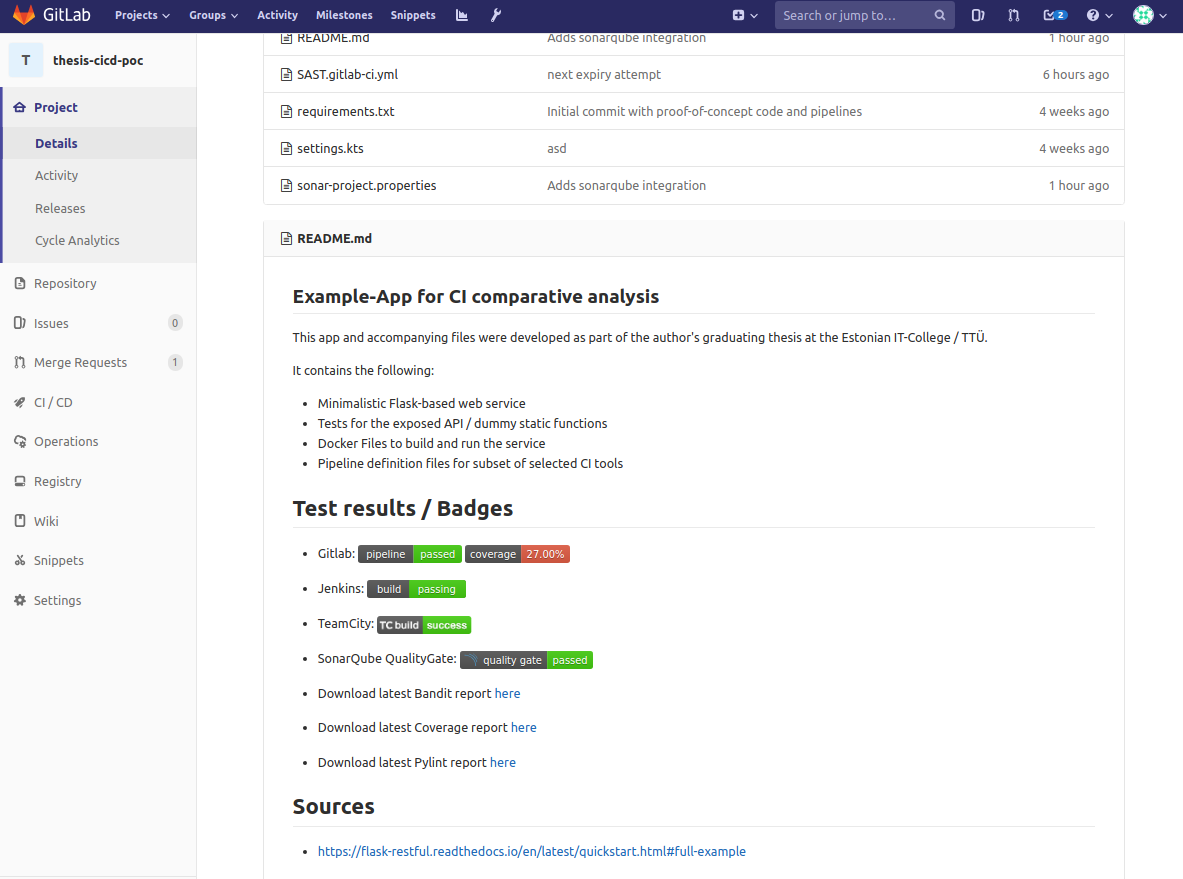 GitLab Projects Groups Activity Milestones Snippets Search or jump to... 2
T thesis-cicd-poc
Project
Details
Activity
Releases
Cycle Analytics
Repository
Issues 0
Merge Requests 1
CI / CD
Operations
Registry
Wiki
Snippets
Settings
README.md Adds sonarqube integration 1 hour ago
SAST.gitlab-ci.yml next expiry attempt 6 hours ago
requirements.txt Initial commit with proof-of-concept code and pipelines 4 weeks ago
settings.kts asd 4 weeks ago
sonar-project.properties Adds sonarqube integration 1 hour ago
README.md
Example-App for CI comparative analysis
This app and accompanying files were developed as part of the author's graduating thesis at the Estonian IT-College / TTÜ.
It contains the following:
• Minimalistic Flask-based web service
• Tests for the exposed API / dummy static functions
• Docker Files to build and run the service
• Pipeline definition files for subset of selected CI tools
Test results / Badges
• Gitlab: pipeline passed coverage 27.00%
• Jenkins: build passing
• TeamCity: TC build success
• SonarQube QualityGate: quality gate passed
• Download latest Bandit report here
• Download latest Coverage report here
• Download latest Pylint report here
Sources
• https://flask-restful.readthedocs.io/en/latest/quickstart.html#full-example